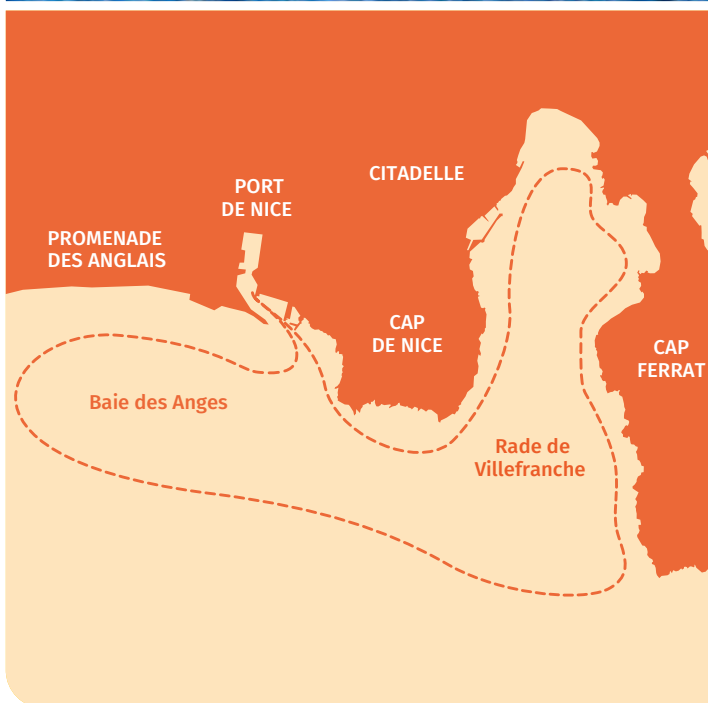 CITADELLE
PORT
DE NICE
PROMENADE
DES ANGLAIS
CAP
DE NICE
CAP
FERRAT
Baie des Anges
Rade de
Villefranche